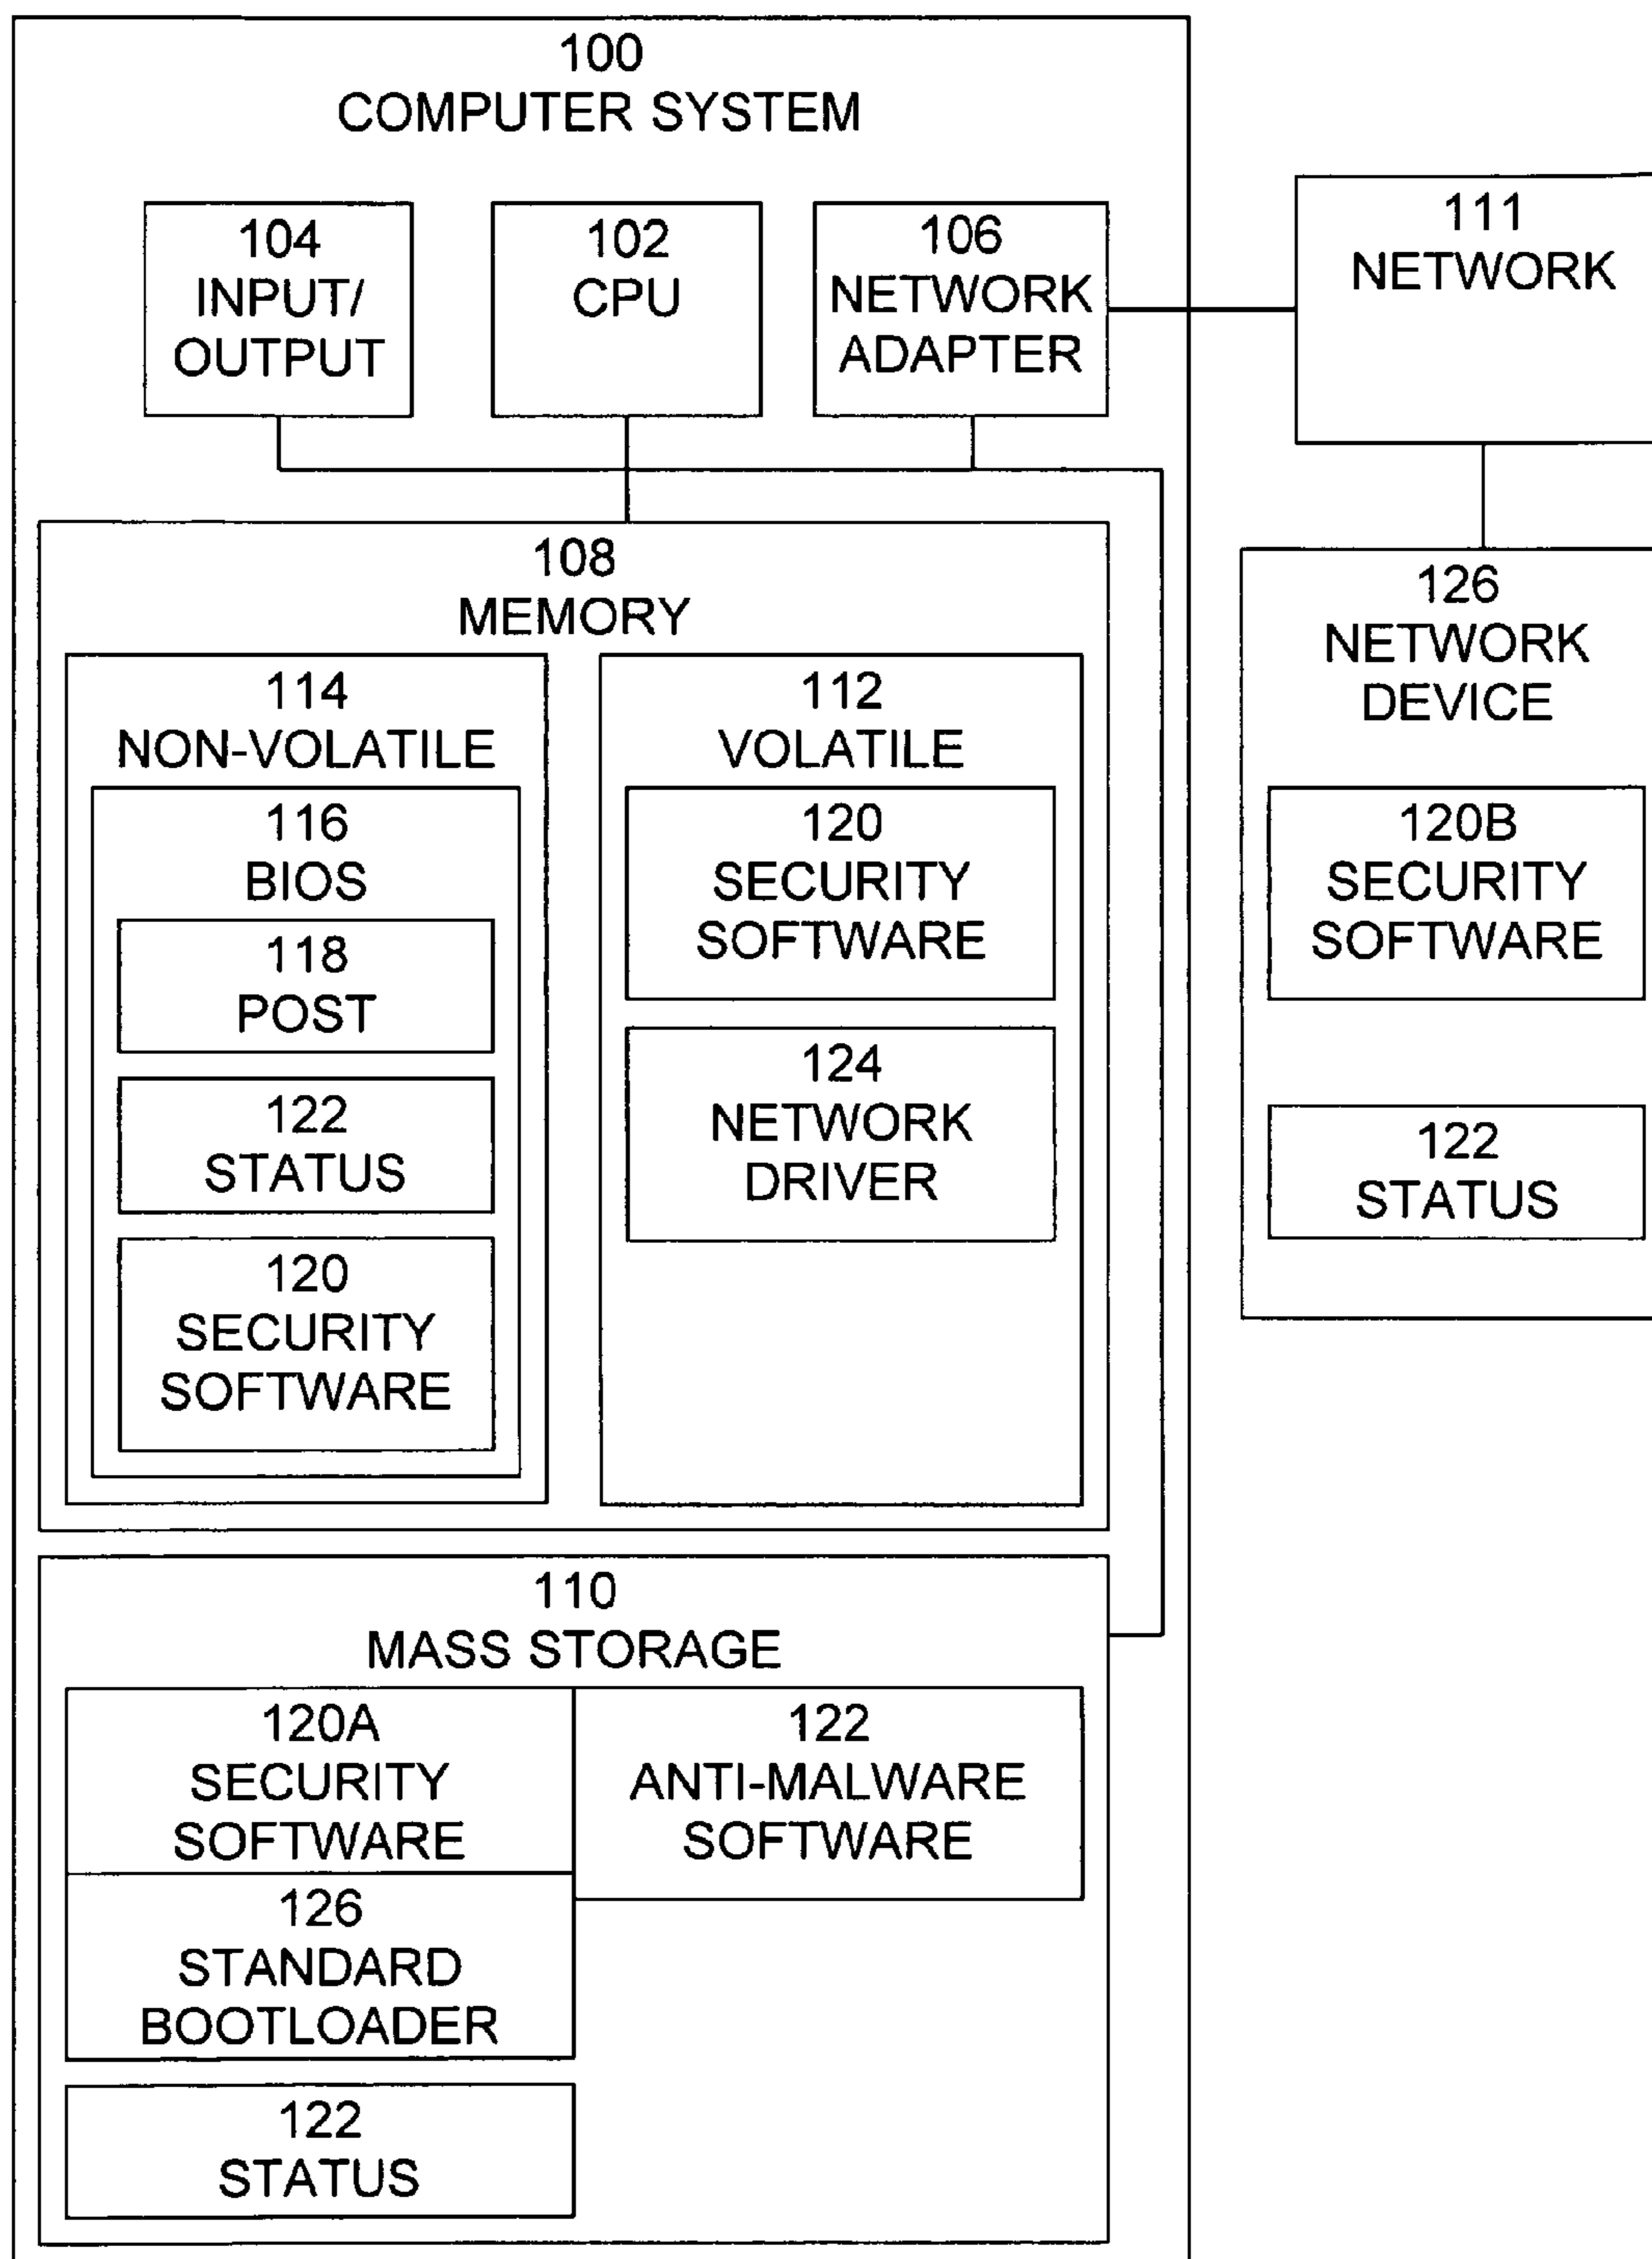 100
COMPUTER SYSTEM
104
INPUT/
OUTPUT
102
CPU
106
NETWORK
ADAPTER
111
NETWORK
108
MEMORY
114
NON-VOLATILE
116
BIOS
118
POST
122
STATUS
120
SECURITY
SOFTWARE
112
VOLATILE
120
SECURITY
SOFTWARE
124
NETWORK
DRIVER
126
NETWORK
DEVICE
120B
SECURITY
SOFTWARE
122
STATUS
110
MASS STORAGE
120A
SECURITY
SOFTWARE
122
ANTI-MALWARE
SOFTWARE
126
STANDARD
BOOTLOADER
122
STATUS